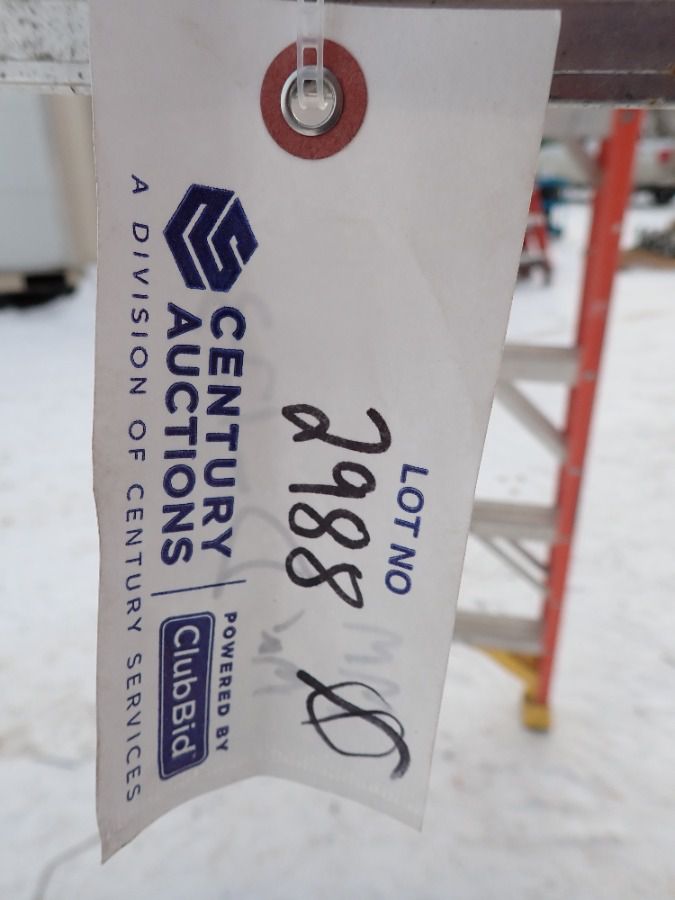 LOT NO
2988
CENTURY
AUCTIONS
POWERED BY
ClubBid
A DIVISION OF CENTURY SERVICES